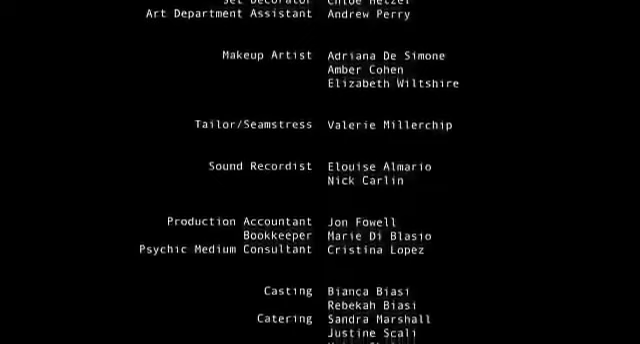 Set Decorator Chloe Hetzel
Art Department Assistant Andrew Perry
Makeup Artist Adriana De Simone
Amber Cohen
Elizabeth Wiltshire
Tailor/Seamstress Valerie Millerchip
Sound Recordist Elouise Almario
Nick Carlin
Production Accountant Jon Fowell
Bookkeeper Marie Di Blasio
Psychic Medium Consultant Cristina Lopez
Casting Bianca Biasi
Rebekah Biasi
Catering Sandra Marshall
Justine Scali